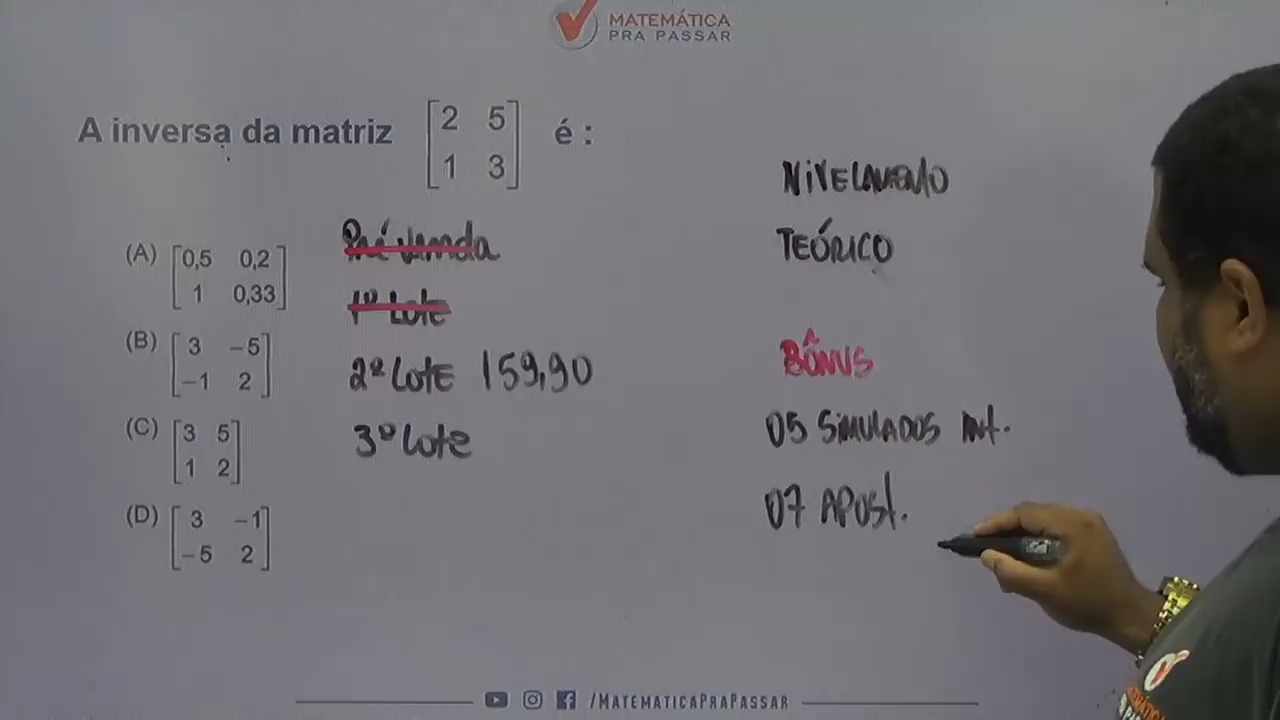 MATEMÁTICA
PRA PASSAR
A inversa da matriz [2 5
1 3] é :
(A) [0,5 0,2
1 0,33]
(B) [3 -5
-1 2]
(C) [3 5
1 2]
(D) [3 -1
-5 2]
Pré venda
1º Lote
2º Lote 159,90
3º Lote
NIVELAMENTO
TEÓRICO
BÔNUS
05 SIMULADOS INt.
07 APOSt.
/MATEMATICAPRAPASSAR